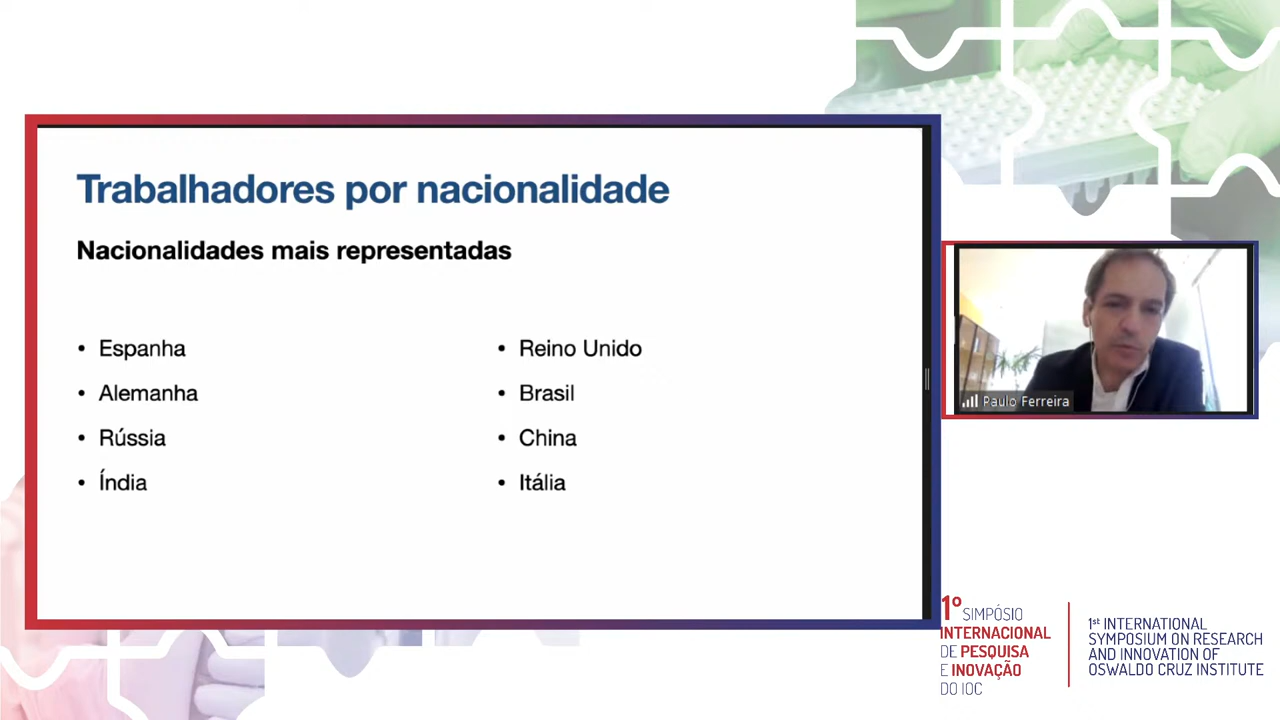 Trabalhadores por nacionalidade
Nacionalidades mais representadas
• Espanha
• Alemanha
• Rússia
• Índia
• Reino Unido
• Brasil
• China
• Itália
Paulo Ferreira
1º SIMPÓSIO
INTERNACIONAL
DE PESQUISA
E INOVAÇÃO
DO IOC
1st INTERNATIONAL
SYMPOSIUM ON RESEARCH
AND INNOVATION OF
OSWALDO CRUZ INSTITUTE